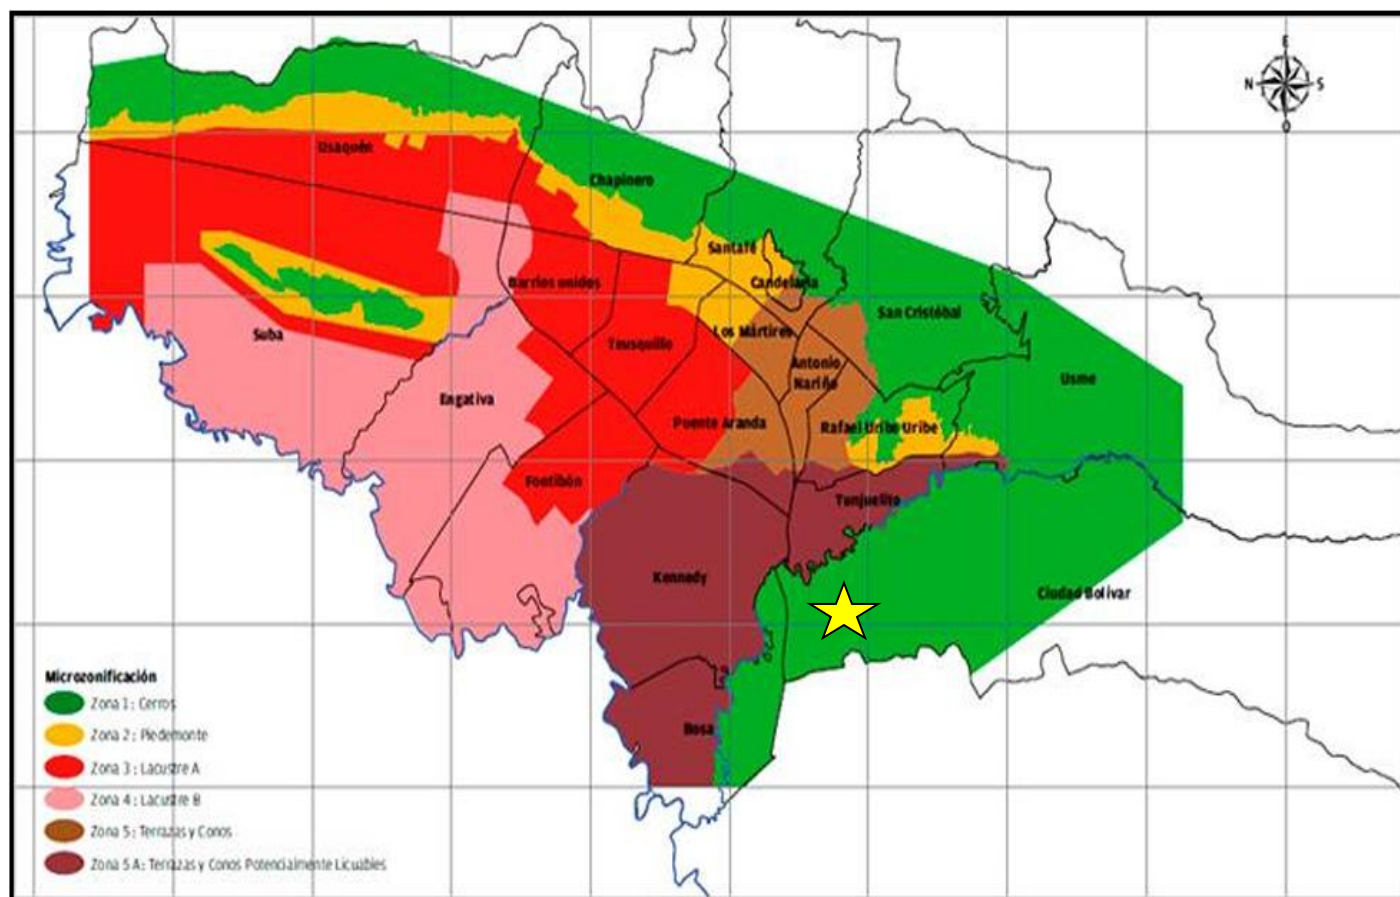 E
N
S
O
Usaquén
Chapinero
Santafé
Candelaria
Barrios unidos
San Cristóbal
Suba
Los Mártires
Teusquillo
Antonio
Nariño
Usme
Engativa
Puente Aranda
Rafael Uribe Uribe
Fontibón
Tunjuelito
Kennedy
Ciudad Bolívar
Bosa
Microzonificación
Zona 1: Cerros
Zona 2: Piedemonte
Zona 3: Lacustre A
Zona 4: Lacustre B
Zona 5: Terrazas y Conos
Zona 5 A: Terrazas y Conos Potencialmente Licuables